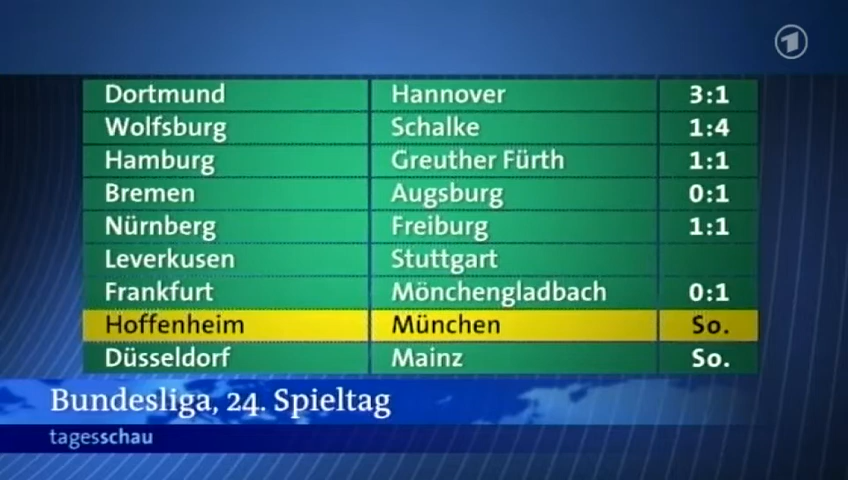 1
Dortmund Hannover 3:1
Wolfsburg Schalke 1:4
Hamburg Greuther Fürth 1:1
Bremen Augsburg 0:1
Nürnberg Freiburg 1:1
Leverkusen Stuttgart
Frankfurt Mönchengladbach 0:1
Hoffenheim München So.
Düsseldorf Mainz So.
Bundesliga, 24. Spieltag
tagesschau